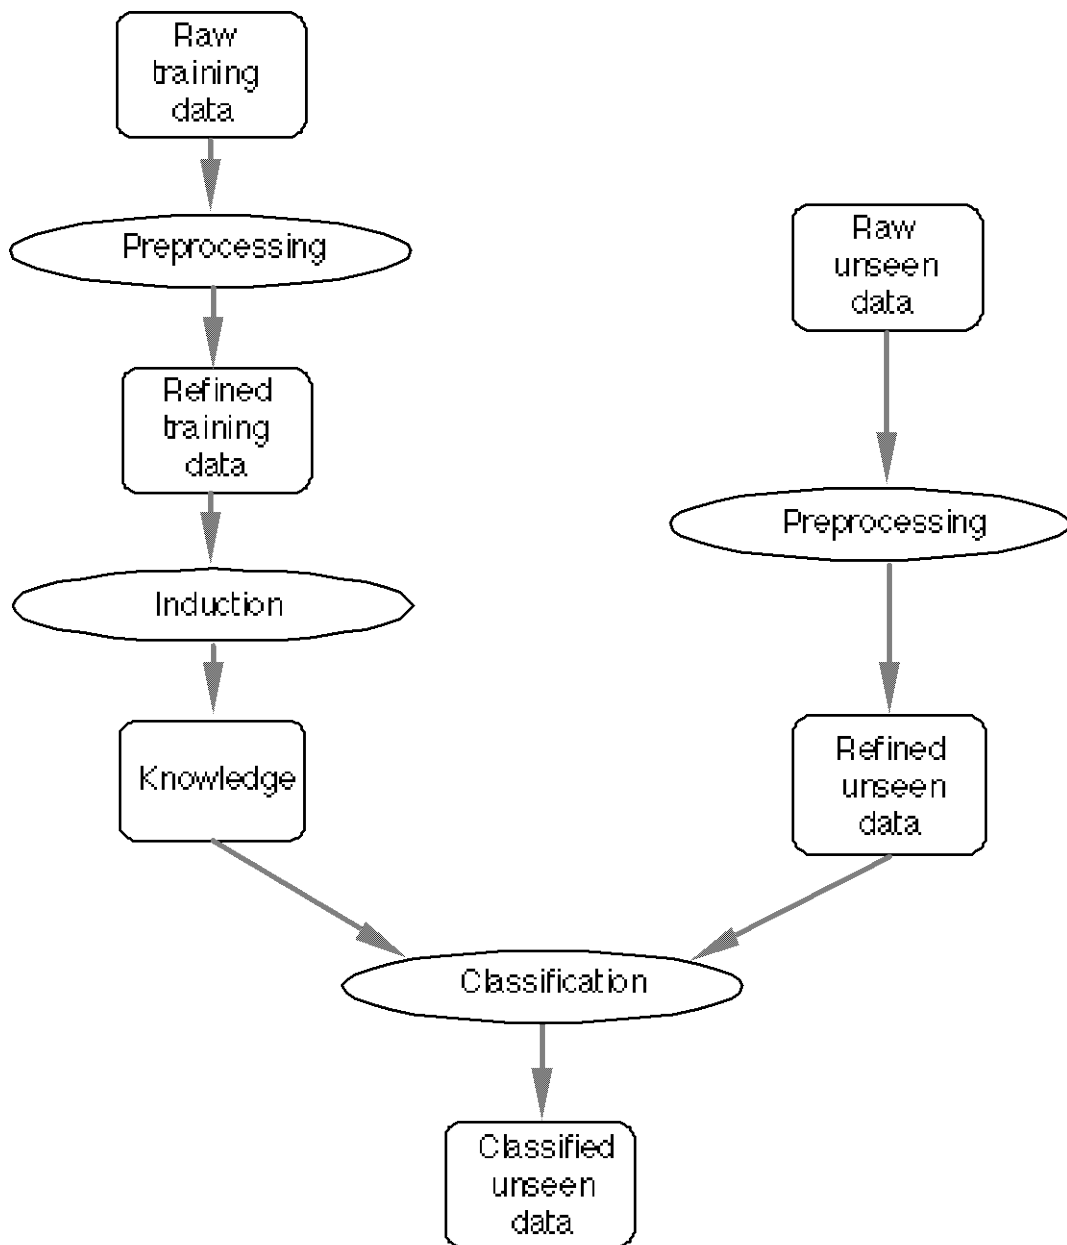 Raw
training
data
Preprocessing
Refined
training
data
Induction
Knowledge
Raw
unseen
data
Preprocessing
Refined
unseen
data
Classification
Classified
unseen
data